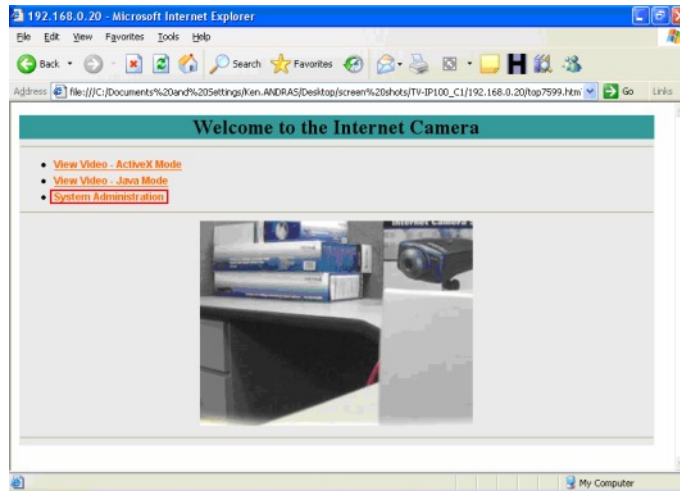 192.168.0.20 - Microsoft Internet Explorer
File Edit View Favorites Tools Help
Back Search Favorites H
Address file:///C:/Documents%20and%20Settings/Ken.ANDRAS/Desktop/screen%20shots/TV-IP100_C1/192.168.0.20/top7599.htm Go Links
Welcome to the Internet Camera
View Video - ActiveX Mode
View Video - Java Mode
System Administration
Internet Camera
My Computer